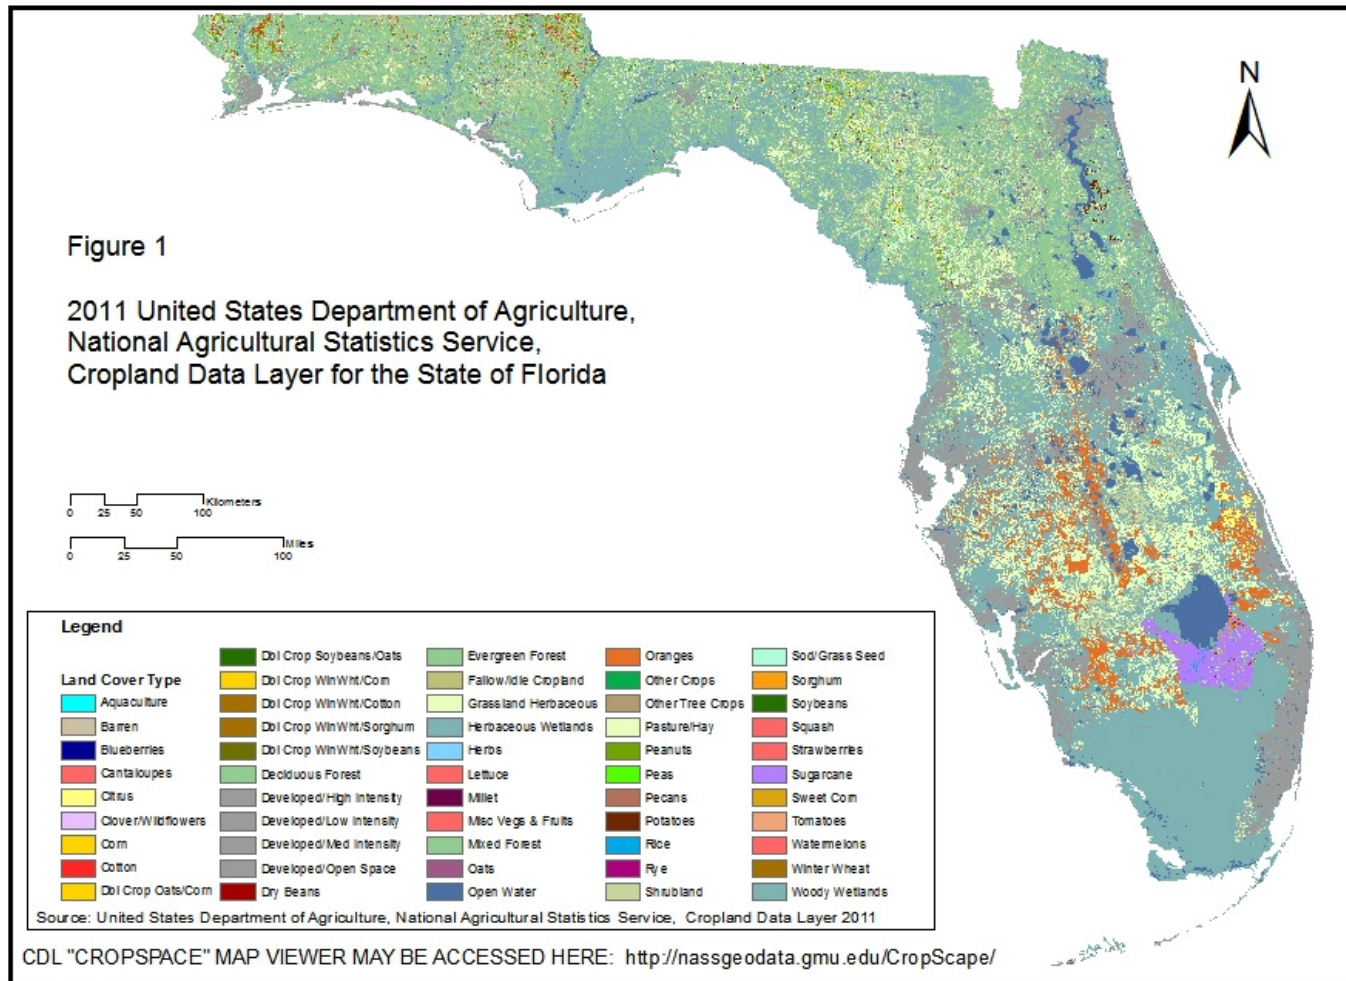 N
Figure 1
2011 United States Department of Agriculture,
National Agricultural Statistics Service,
Cropland Data Layer for the State of Florida
Kilometers
0 25 50 100
Miles
0 25 50 100
Legend
Land Cover Type
Aquaculture
Barren
Blueberries
Cantaloupes
Citrus
Clover/Wildflowers
Corn
Cotton
Dbl Crop Oats/Corn
Dbl Crop Soybeans/Oats
Dbl Crop WinWht/Corn
Dbl Crop WinWht/Cotton
Dbl Crop WinWht/Sorghum
Dbl Crop WinWht/Soybeans
Deciduous Forest
Developed/High Intensity
Developed/Low Intensity
Developed/Med Intensity
Developed/Open Space
Dry Beans
Evergreen Forest
Fallow/Idle Cropland
Grassland Herbaceous
Herbaceous Wetlands
Herbs
Lettuce
Millet
Misc Vegs & Fruits
Mixed Forest
Oats
Open Water
Oranges
Other Crops
Other Tree Crops
Pasture/Hay
Peanuts
Peas
Pecans
Potatoes
Rice
Rye
Shrubland
Sod/Grass Seed
Sorghum
Soybeans
Squash
Strawberries
Sugarcane
Sweet Corn
Tomatoes
Watermelons
Winter Wheat
Woody Wetlands
Source: United States Department of Agriculture, National Agricultural Statistics Service, Cropland Data Layer 2011
CDL "CROPSPACE" MAP VIEWER MAY BE ACCESSED HERE: http://nassgeodata.gmu.edu/CropScape/